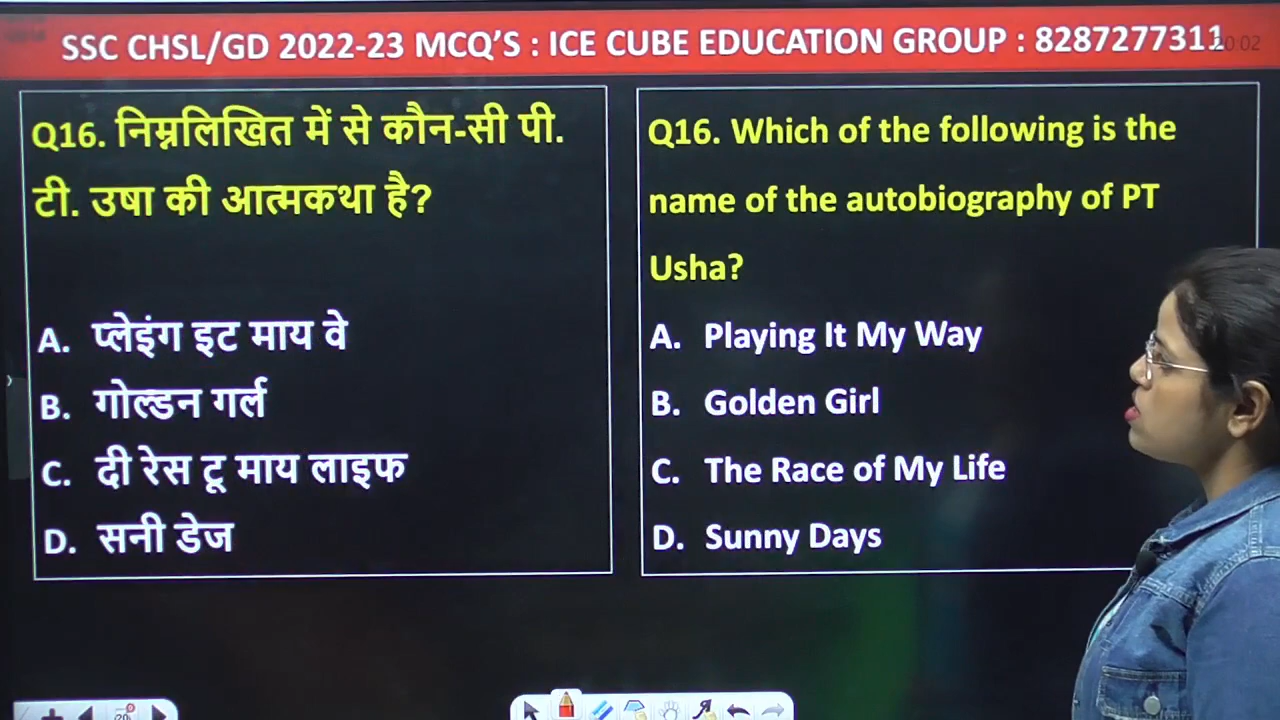 SSC CHSL/GD 2022-23 MCQ’S : ICE CUBE EDUCATION GROUP : 8287277311
20:02
Q16. निम्नलिखित में से कौन-सी पी.
टी. उषा की आत्मकथा है?
A. प्लेइंग इट माय वे
B. गोल्डन गर्ल
C. दी रेस टू माय लाइफ
D. सनी डेज
Q16. Which of the following is the
name of the autobiography of PT
Usha?
A. Playing It My Way
B. Golden Girl
C. The Race of My Life
D. Sunny Days